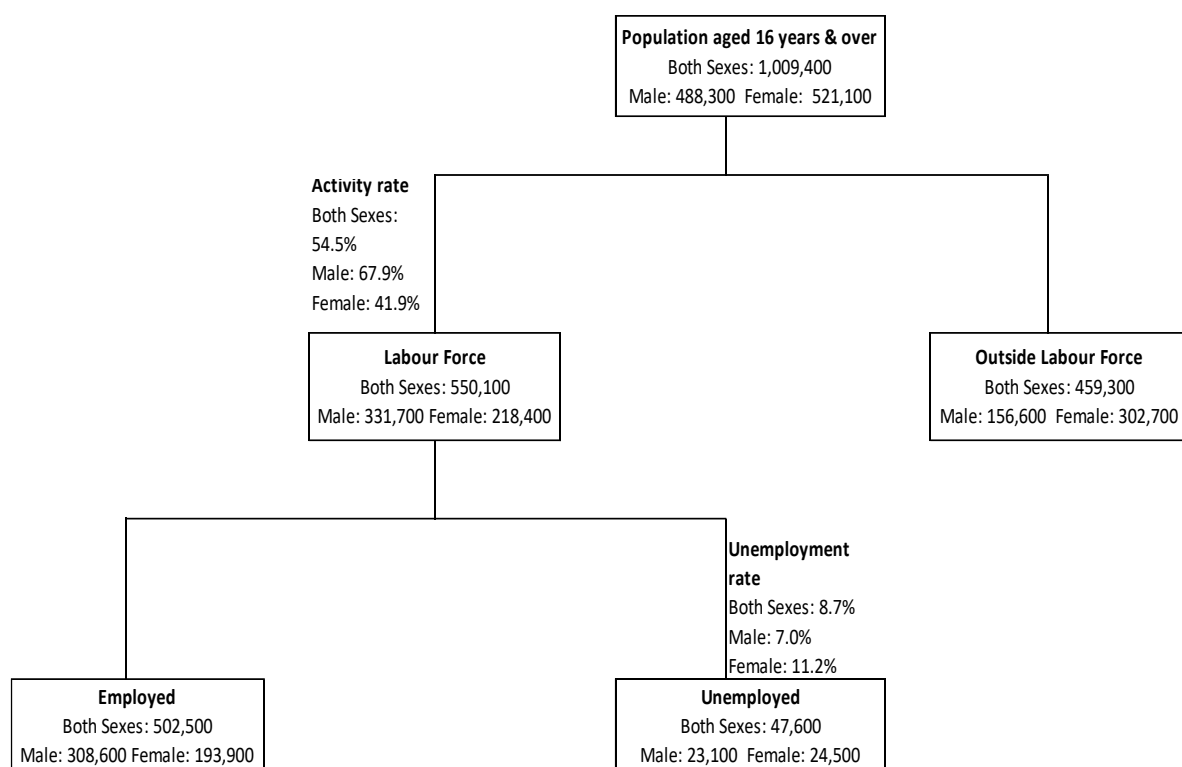 Population aged 16 years & over
Both Sexes: 1,009,400
Male: 488,300 Female: 521,100
Activity rate
Both Sexes:
54.5%
Male: 67.9%
Female: 41.9%
Labour Force
Both Sexes: 550,100
Male: 331,700 Female: 218,400
Outside Labour Force
Both Sexes: 459,300
Male: 156,600 Female: 302,700
Unemployment
rate
Both Sexes: 8.7%
Male: 7.0%
Female: 11.2%
Employed
Both Sexes: 502,500
Male: 308,600 Female: 193,900
Unemployed
Both Sexes: 47,600
Male: 23,100 Female: 24,500